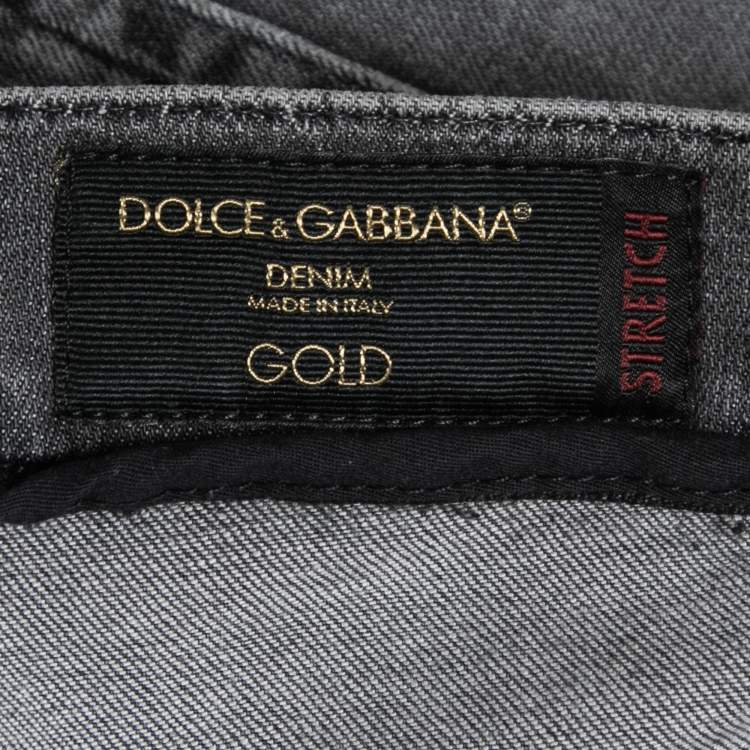 DOLCE & GABBANA®
DENIM
MADE IN ITALY
GOLD
STRETCH